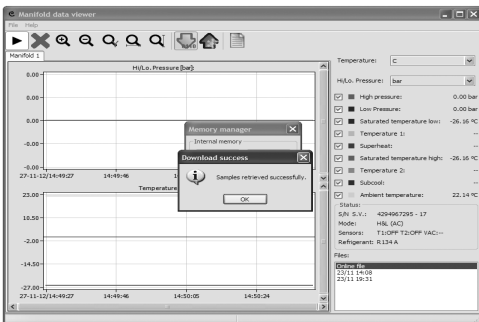 Manifold data viewer
File Help
Manifold 1
Hi/Lo. Pressure [bar]:
0.00
0.00
-0.00
-0.00
27-11-12/14:49:27 14:49:46
Temperature
23.00
10.50
-2.00
-14.50
-27.00
27-11-12/14:49:27 14:49:46 14:50:05 14:50:24
Memory manager
Internal memory
Download success
Samples retrieved successfully.
OK
Temperature: C
Hi/Lo. Pressure: bar
High pressure: 0.00 bar
Low Pressure: 0.00 bar
Saturated temperature low: -26.16 ºC
Temperature 1: --
Superheat: --
Saturated temperature high: -26.16 ºC
Temperature 2: --
Subcool: --
Ambient temperature: 22.14 ºC
Status:
S/N S.V.: 4294967295 - 17
Mode: H&L (AC)
Sensors: T1:OFF T2:OFF VAC:--
Refrigerant: R134 A
Files:
Online file
23/11 14:08
23/11 19:31